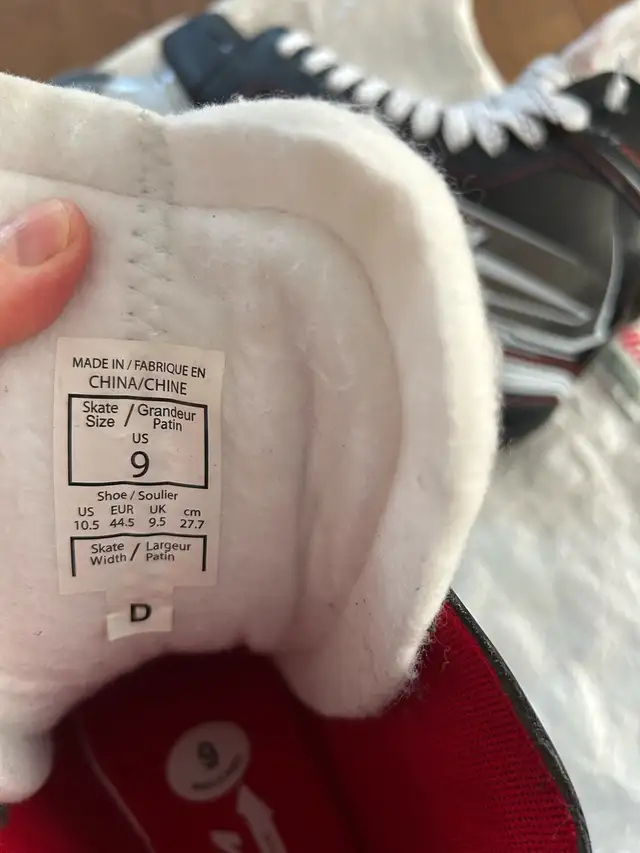 MADE IN / FABRIQUE EN
CHINA/CHINE
Skate Size / Grandeur Patin
US
9
Shoe / Soulier
US EUR UK cm
10.5 44.5 9.5 27.7
Skate Width / Largeur Patin
D
9